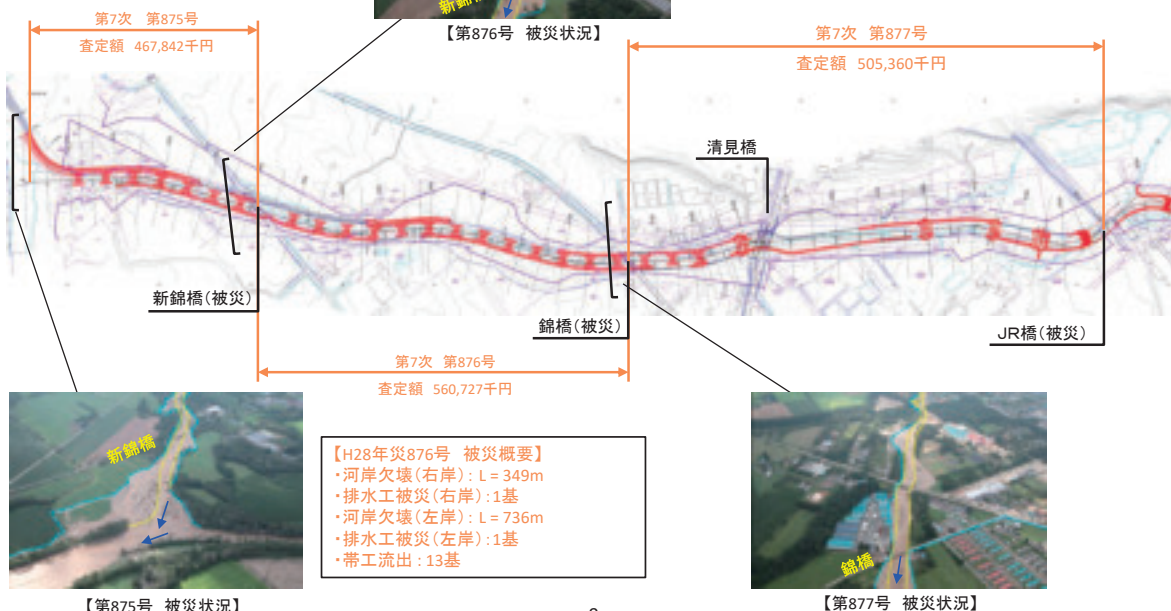 新錦橋
【第876号 被災状況】
第7次 第875号
査定額 467,842千円
第7次 第877号
査定額 505,360千円
清見橋
新錦橋(被災)
錦橋(被災)
JR橋(被災)
第7次 第876号
査定額 560,727千円
新錦橋
【第875号 被災状況】
【H28年災876号 被災概要】
・河岸欠壊(右岸):L=349m
・排水工被災(右岸):1基
・河岸欠壊(左岸):L=736m
・排水工被災(左岸):1基
・帯工流出:13基
錦橋
【第877号 被災状況】